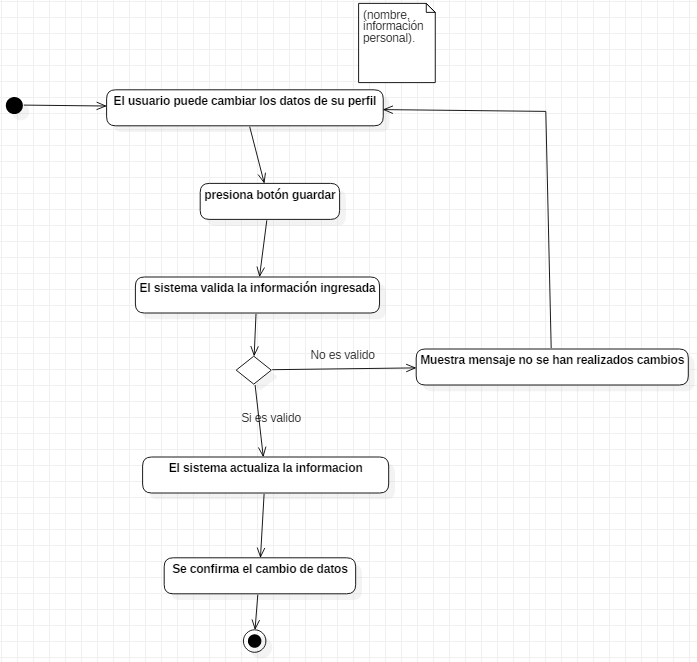 (nombre,
información
personal).
El usuario puede cambiar los datos de su perfil
presiona botón guardar
El sistema valida la información ingresada
No es valido
Muestra mensaje no se han realizados cambios
Si es valido
El sistema actualiza la informacion
Se confirma el cambio de datos